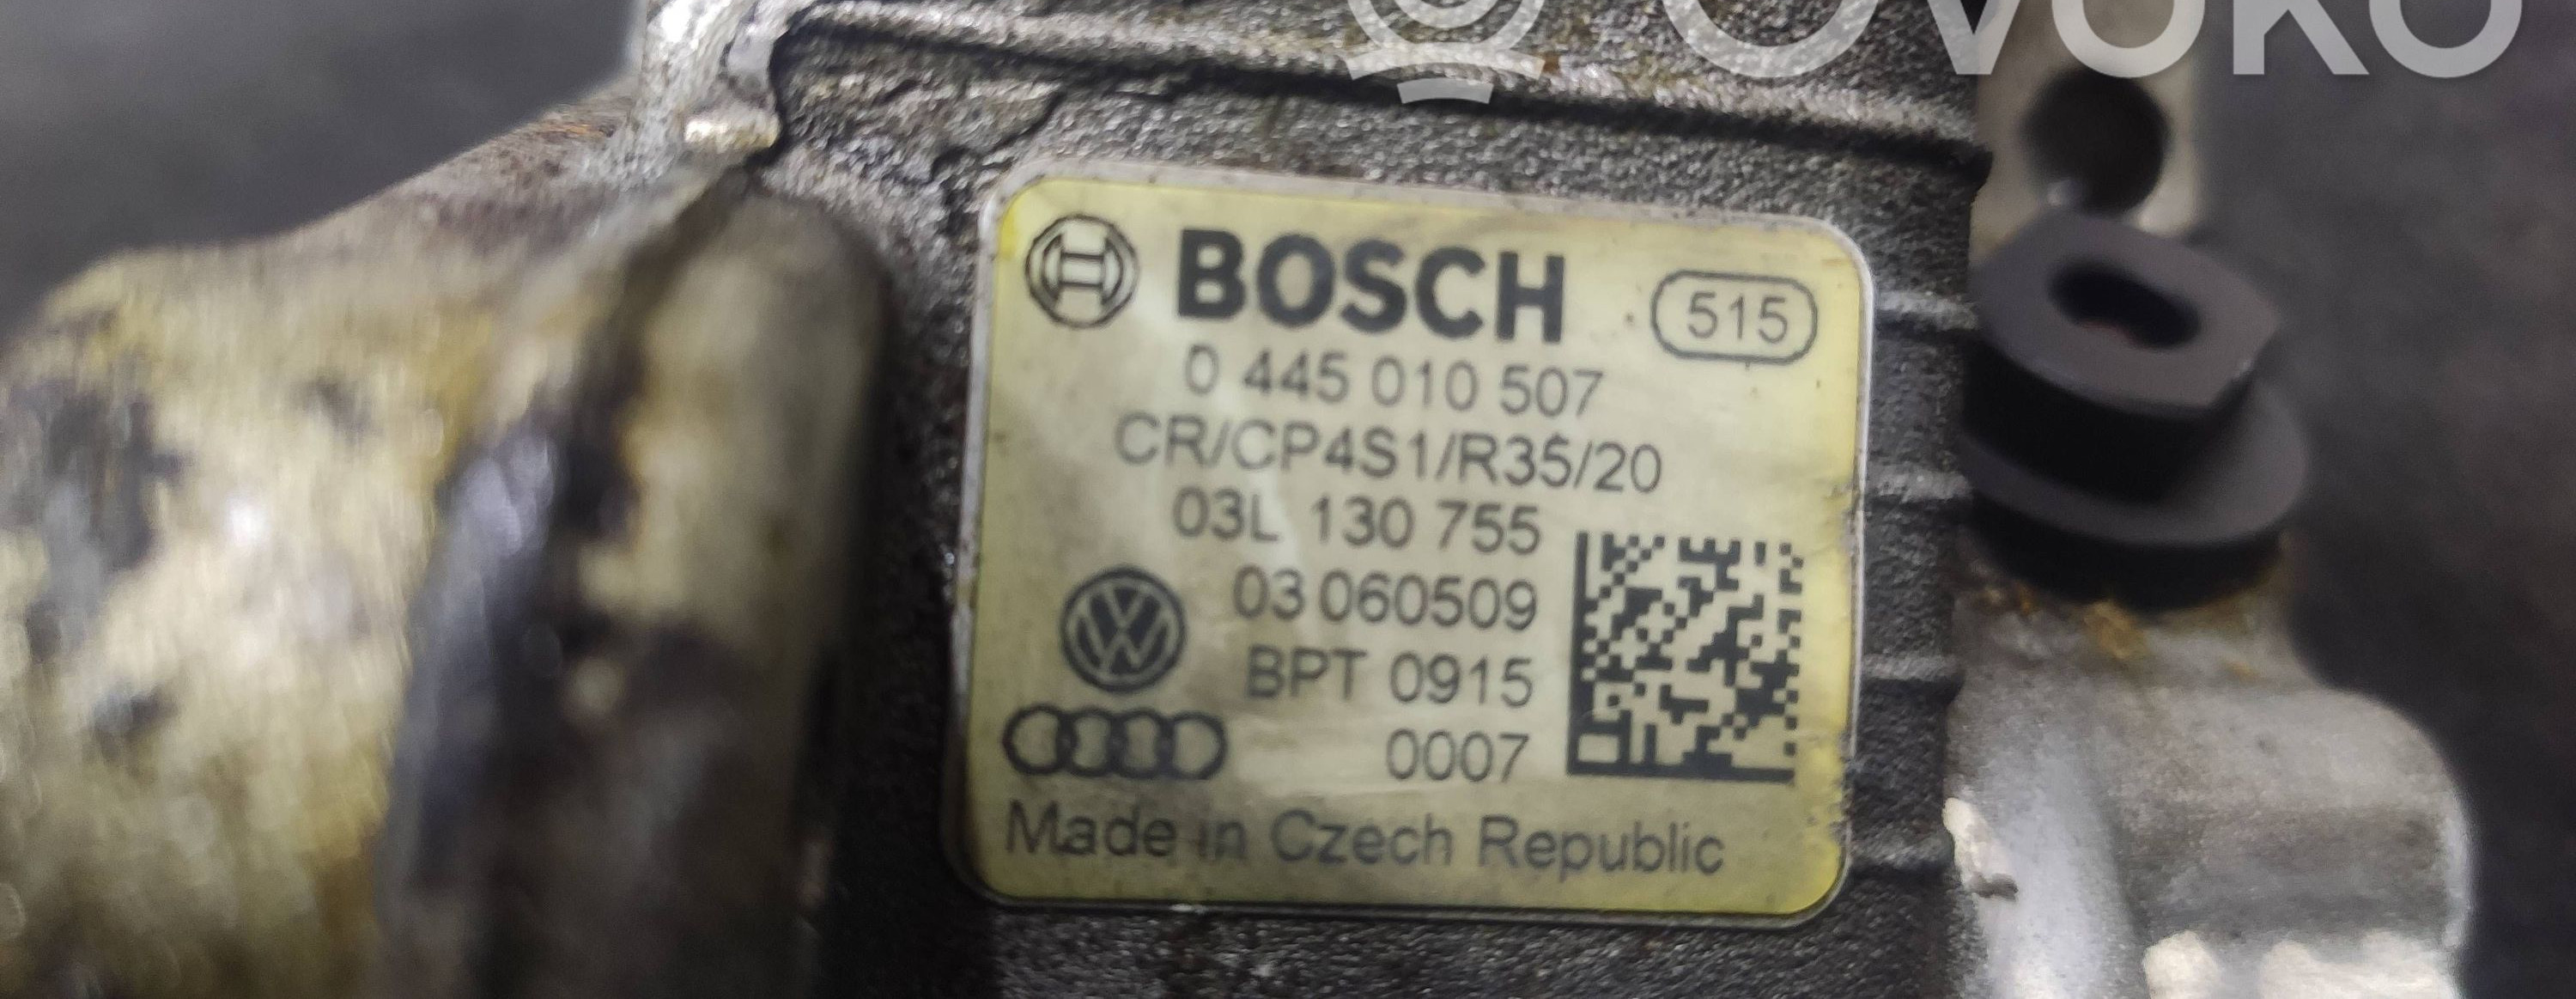 OVOKO
BOSCH
515
0 445 010 507
CR/CP4S1/R35/20
03L 130 755
03 060509
BPT 0915
0007
Made in Czech Republic